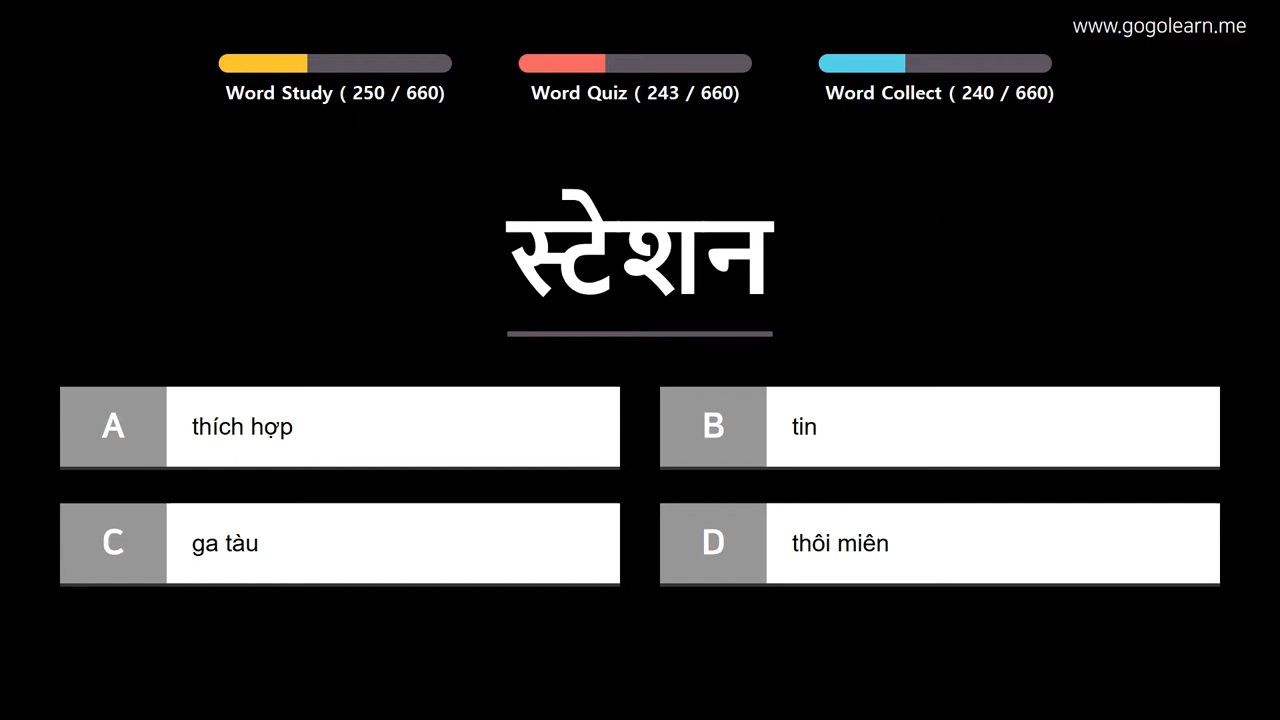 www.gogolearn.me
Word Study ( 250 / 660)
Word Quiz ( 243 / 660)
Word Collect ( 240 / 660)
स्टेशन
A thích hợp
B tin
C ga tàu
D thôi miên